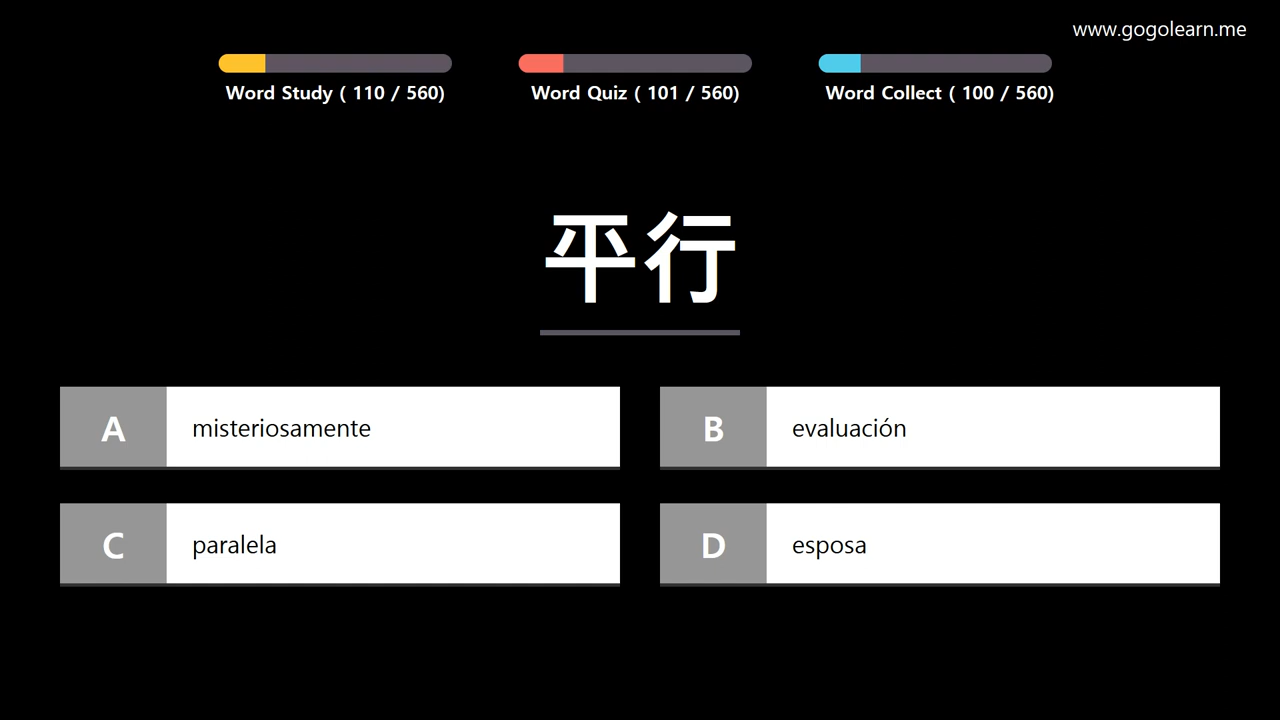 www.gogolearn.me
Word Study ( 110 / 560)
Word Quiz ( 101 / 560)
Word Collect ( 100 / 560)
平行
A misteriosamente
B evaluación
C paralela
D esposa